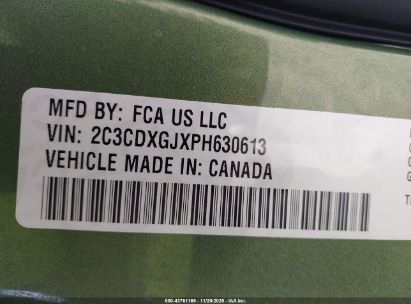 MFD BY: FCA US LLC
VIN: 2C3CDXGJXPH630613
VEHICLE MADE IN: CANADA